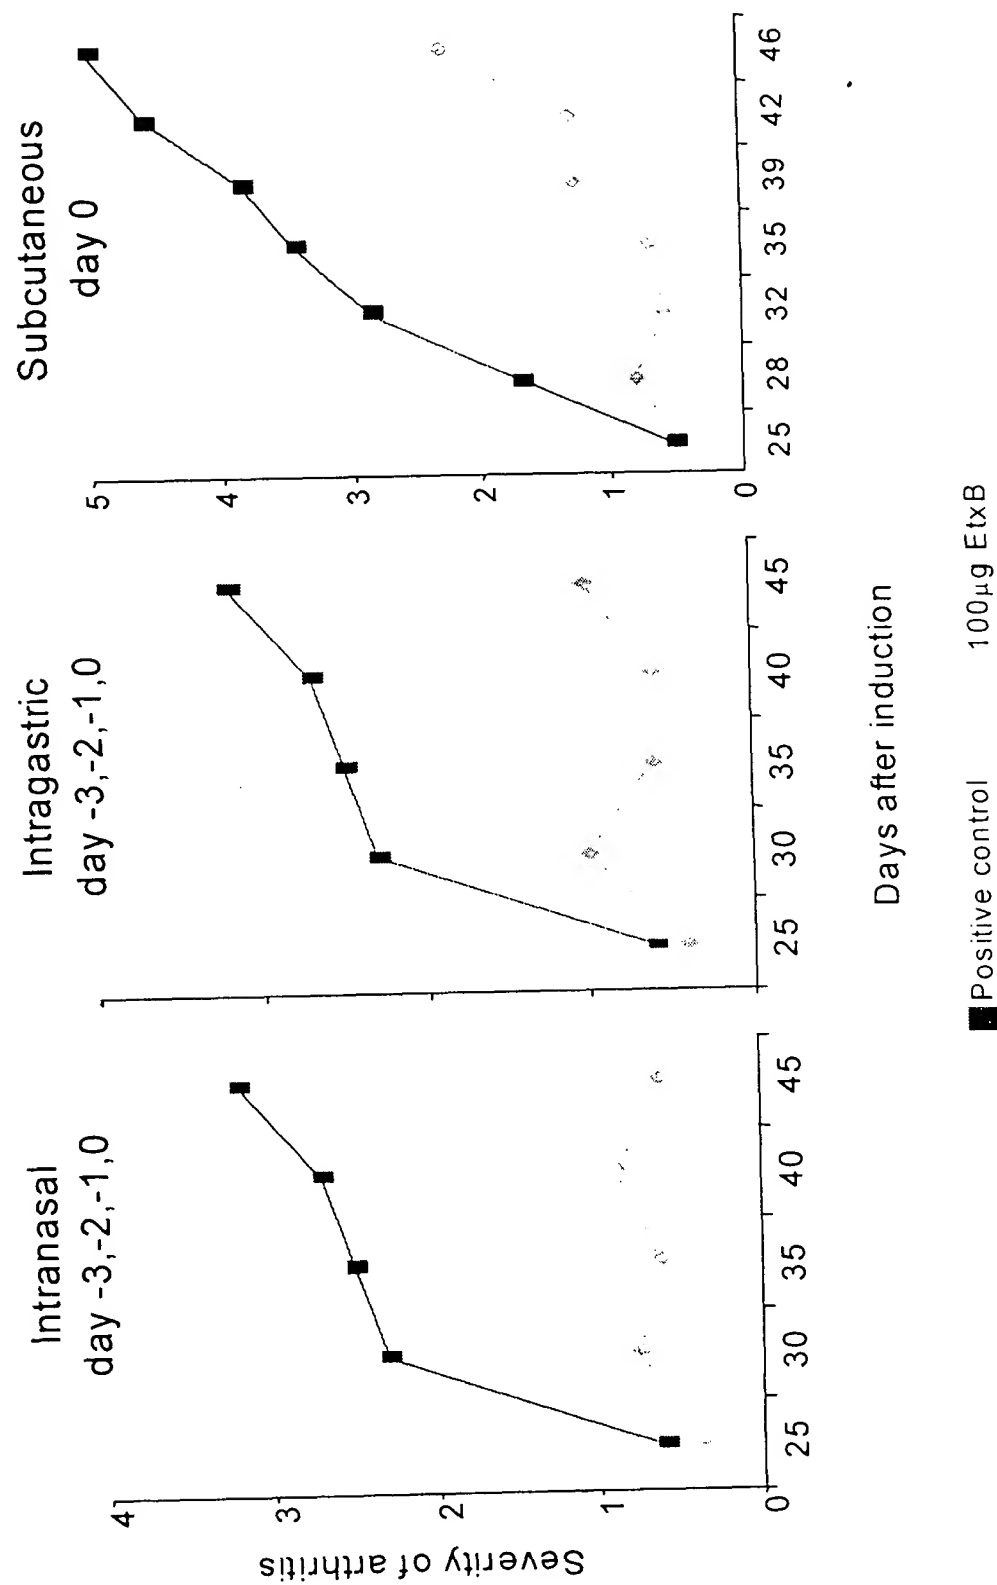 Intranasal
day -3,-2,-1,0
Intragastric
day -3,-2,-1,0
Subcutaneous
day 0
Severity of arthritis
4
3
2
1
0
25 30 35 40 45
25 30 35 40 45
5
4
3
2
1
0
25 28 32 35 39 42 46
Days after induction
Positive control 100µg EtxB